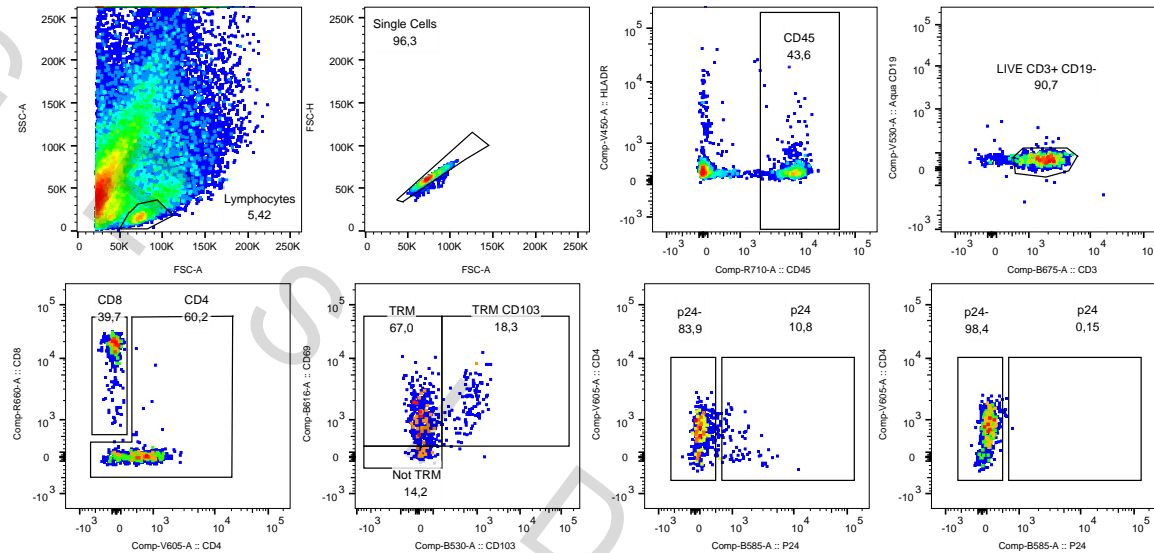 250K
200K
150K
100K
50K
0
SSC-A
Lymphocytes
5,42
0 50K 100K 150K 200K 250K
FSC-A
250K
200K
150K
100K
50K
0
FSC-H
Single Cells
96,3
0 50K 100K 150K 200K 250K
FSC-A
10 5
10 4
10 3
0
-10 3
Comp-V450-A :: HLADR
CD45
43,6
-10 3 0 10 3 10 4 10 5
Comp-R710-A :: CD45
10 5
10 4
10 3
0
-10 3
Comp-V530-A :: Aqua CD19
LIVE CD3+ CD19-
90,7
-10 3 0 10 3 10 4 10 5
Comp-B675-A :: CD3
10 5
10 4
10 3
0
-10 3
Comp-R660-A :: CD8
CD8
39,7
CD4
60,2
-10 3 0 10 3 10 4 10 5
Comp-V605-A :: CD4
10 5
10 4
10 3
0
-10 3
Comp-B616-A :: CD69
TRM
67,0
TRM CD103
18,3
Not TRM
14,2
-10 3 0 10 3 10 4 10 5
Comp-B530-A :: CD103
10 5
10 4
10 3
0
-10 3
Comp-V605-A :: CD4
p24-
83,9
p24
10,8
-10 3 0 10 3 10 4 10 5
Comp-B585-A :: P24
10 5
10 4
10 3
0
-10 3
Comp-V605-A :: CD4
p24-
98,4
p24
0,15
-10 3 0 10 3 10 4 10 5
Comp-B585-A :: P24